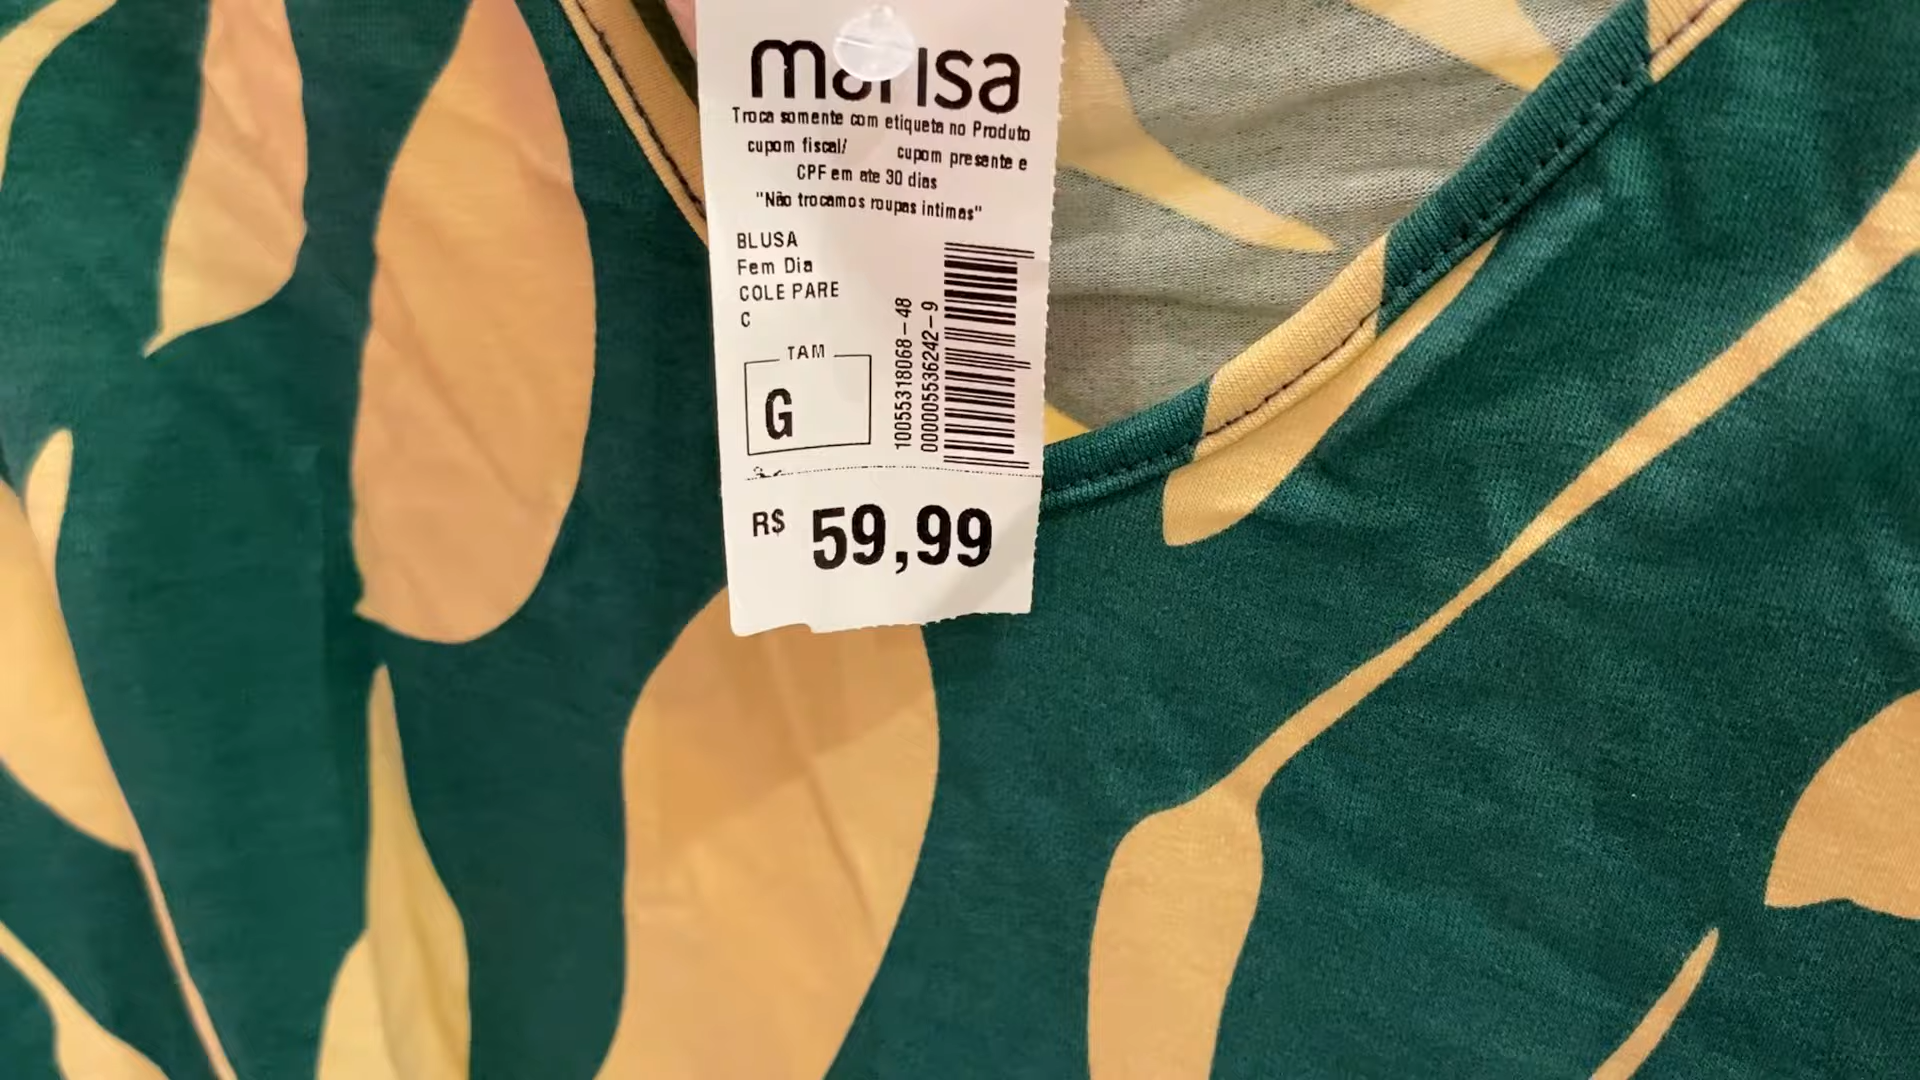 marisa
Troca somente com etiqueta no Produto
cupom fiscal/ cupom presente e
CPF em ate 30 dias
"Não trocamos roupas intimas"
BLUSA
Fem Dia
COLE PARE
C
TAM
G
10055318068-48
000005536242-9
R$ 59,99